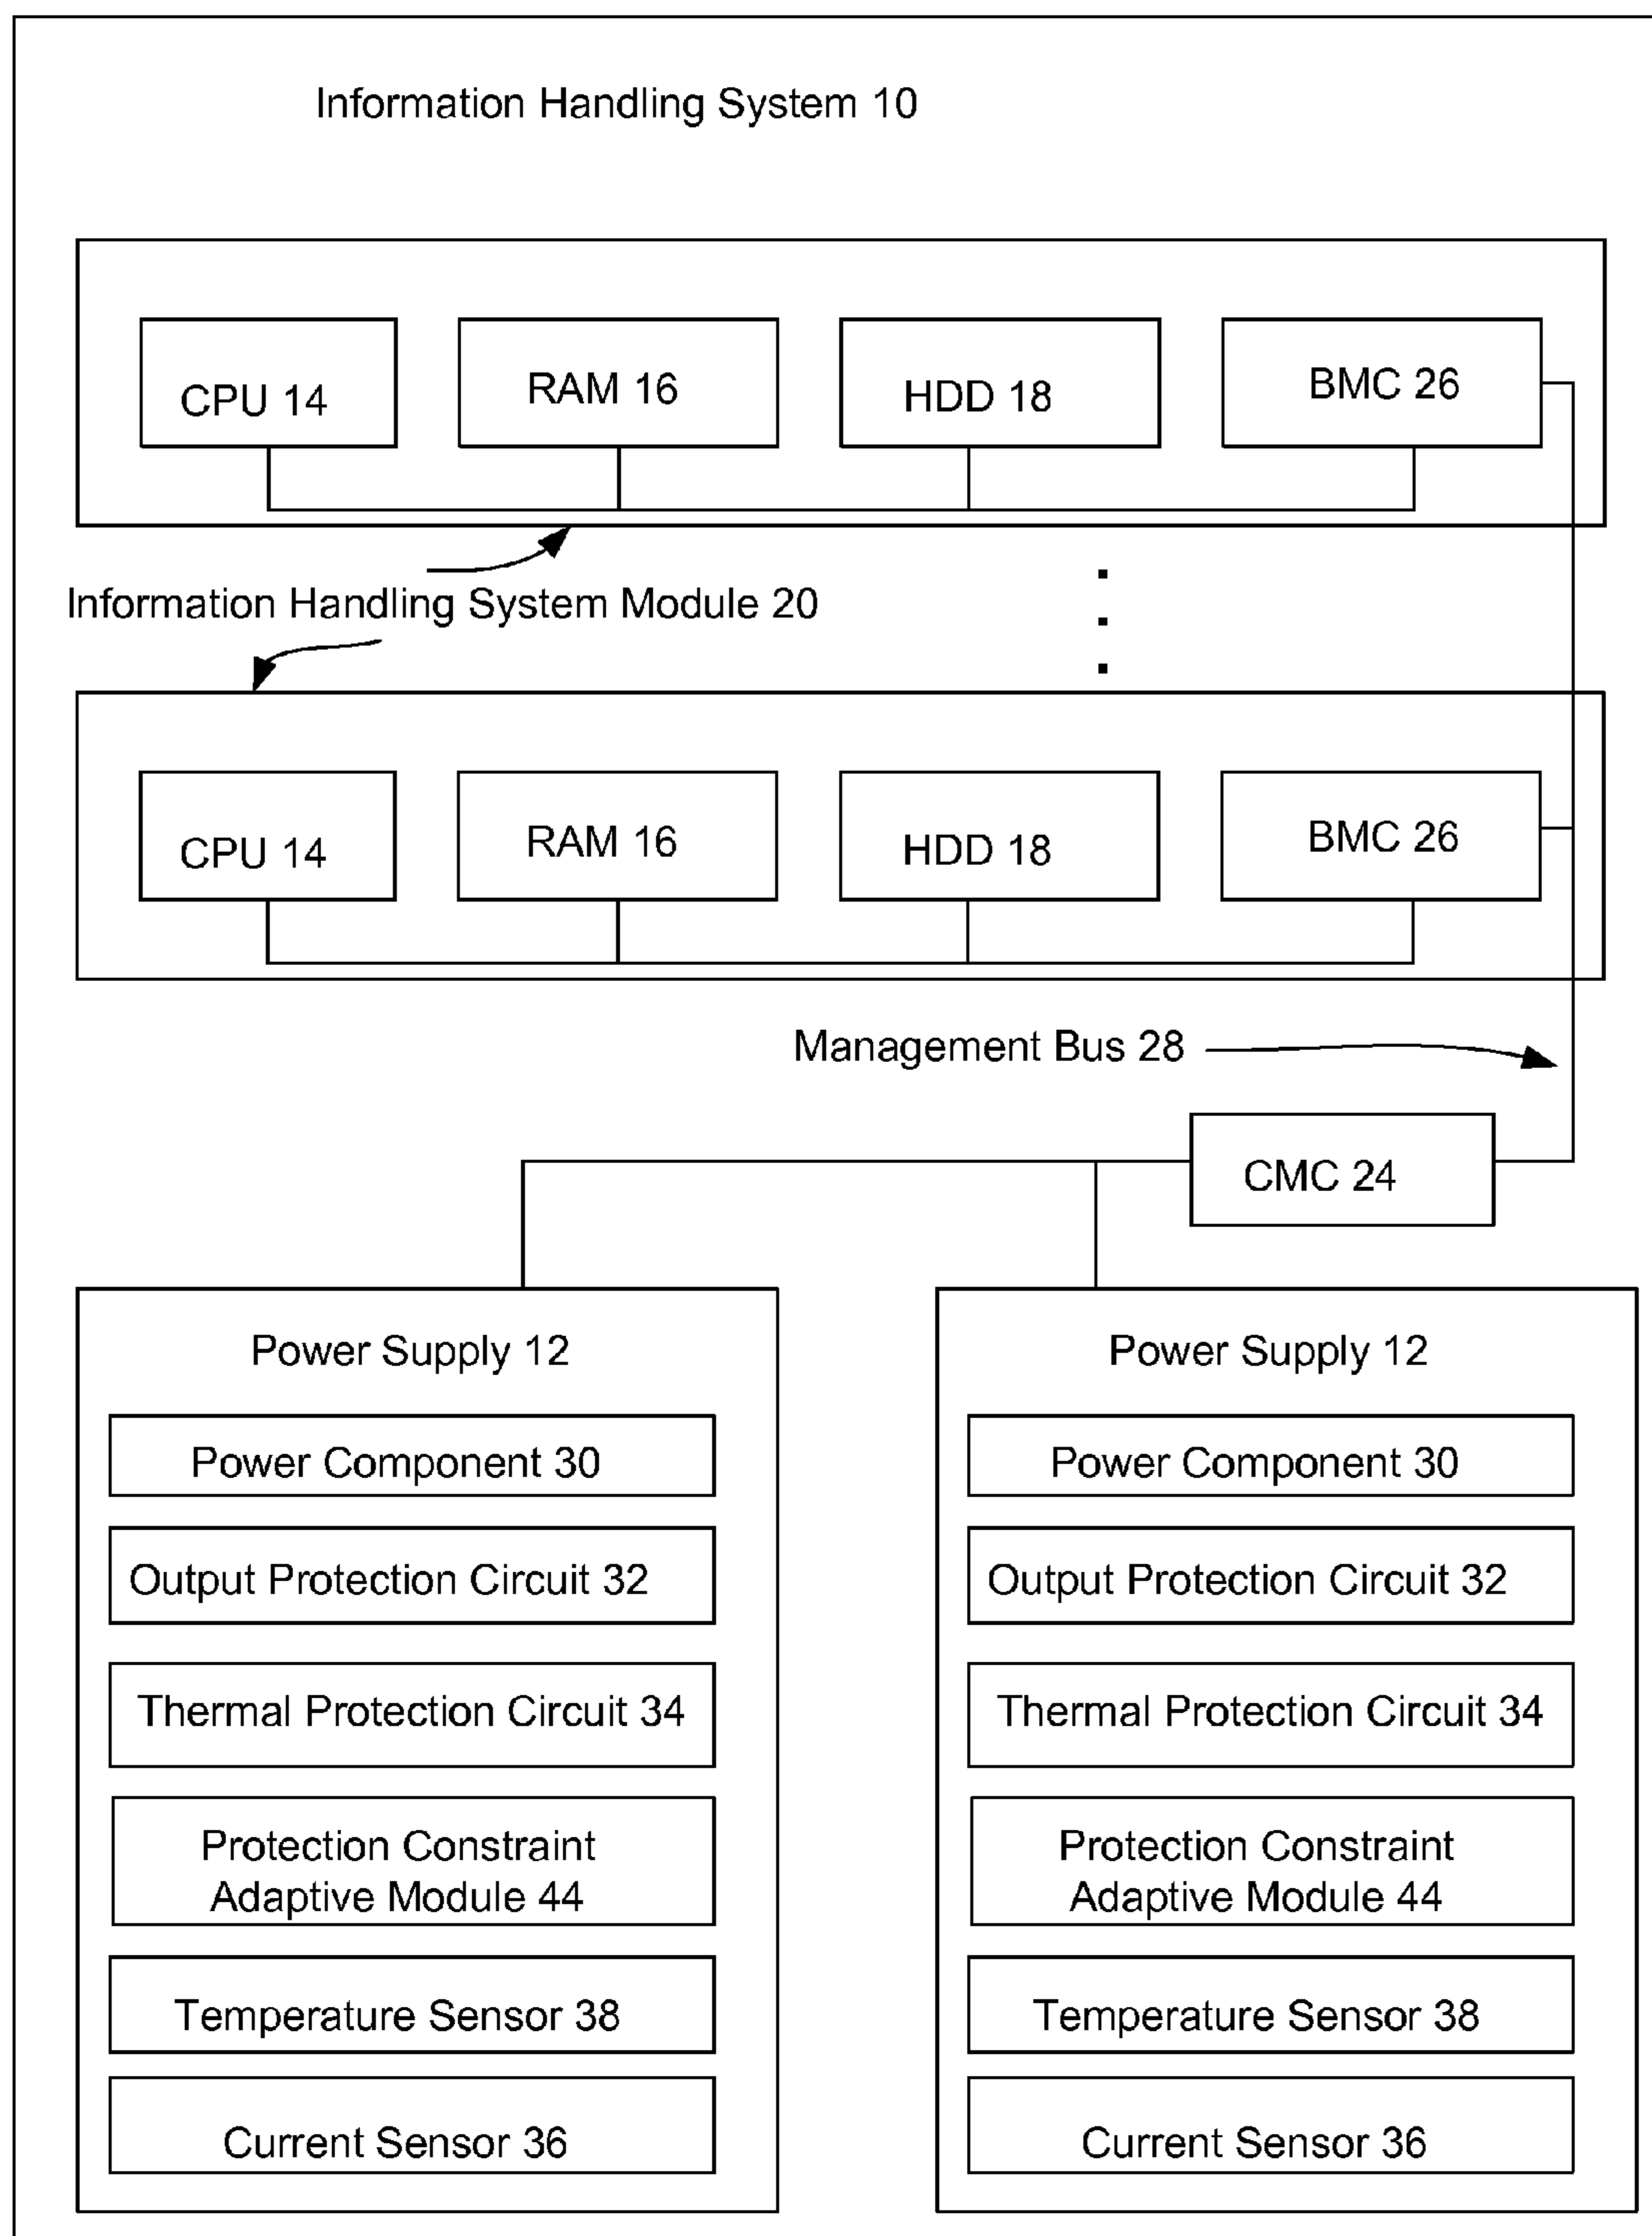 Information Handling System 10
CPU 14
RAM 16
HDD 18
BMC 26
Information Handling System Module 20
CPU 14
RAM 16
HDD 18
BMC 26
Management Bus 28
CMC 24
Power Supply 12
Power Component 30
Output Protection Circuit 32
Thermal Protection Circuit 34
Protection Constraint
Adaptive Module 44
Temperature Sensor 38
Current Sensor 36
Power Supply 12
Power Component 30
Output Protection Circuit 32
Thermal Protection Circuit 34
Protection Constraint
Adaptive Module 44
Temperature Sensor 38
Current Sensor 36